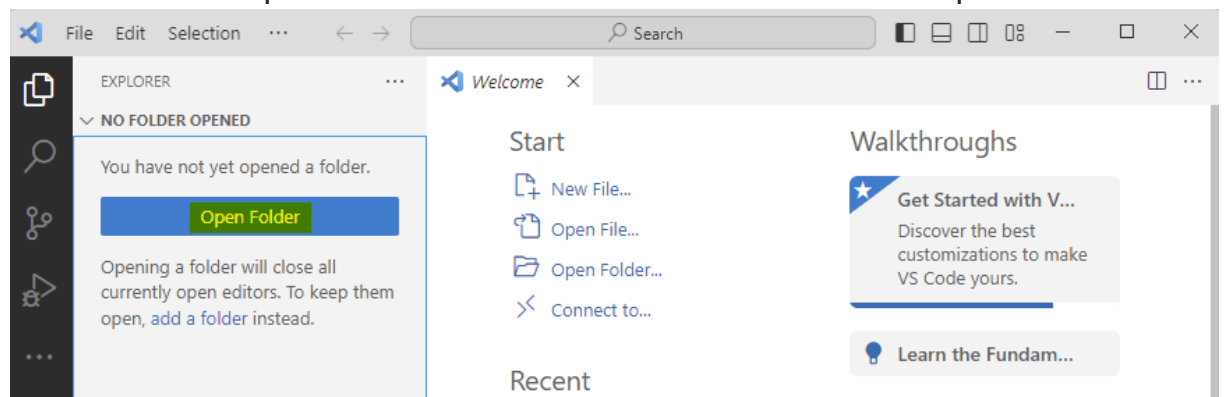 File Edit Selection ··· Search
EXPLORER ···
Welcome
NO FOLDER OPENED
You have not yet opened a folder.
Open Folder
Opening a folder will close all
currently open editors. To keep them
open, add a folder instead.
Start
New File...
Open File...
Open Folder...
Connect to...
Recent
Walkthroughs
Get Started with V...
Discover the best
customizations to make
VS Code yours.
Learn the Fundam...